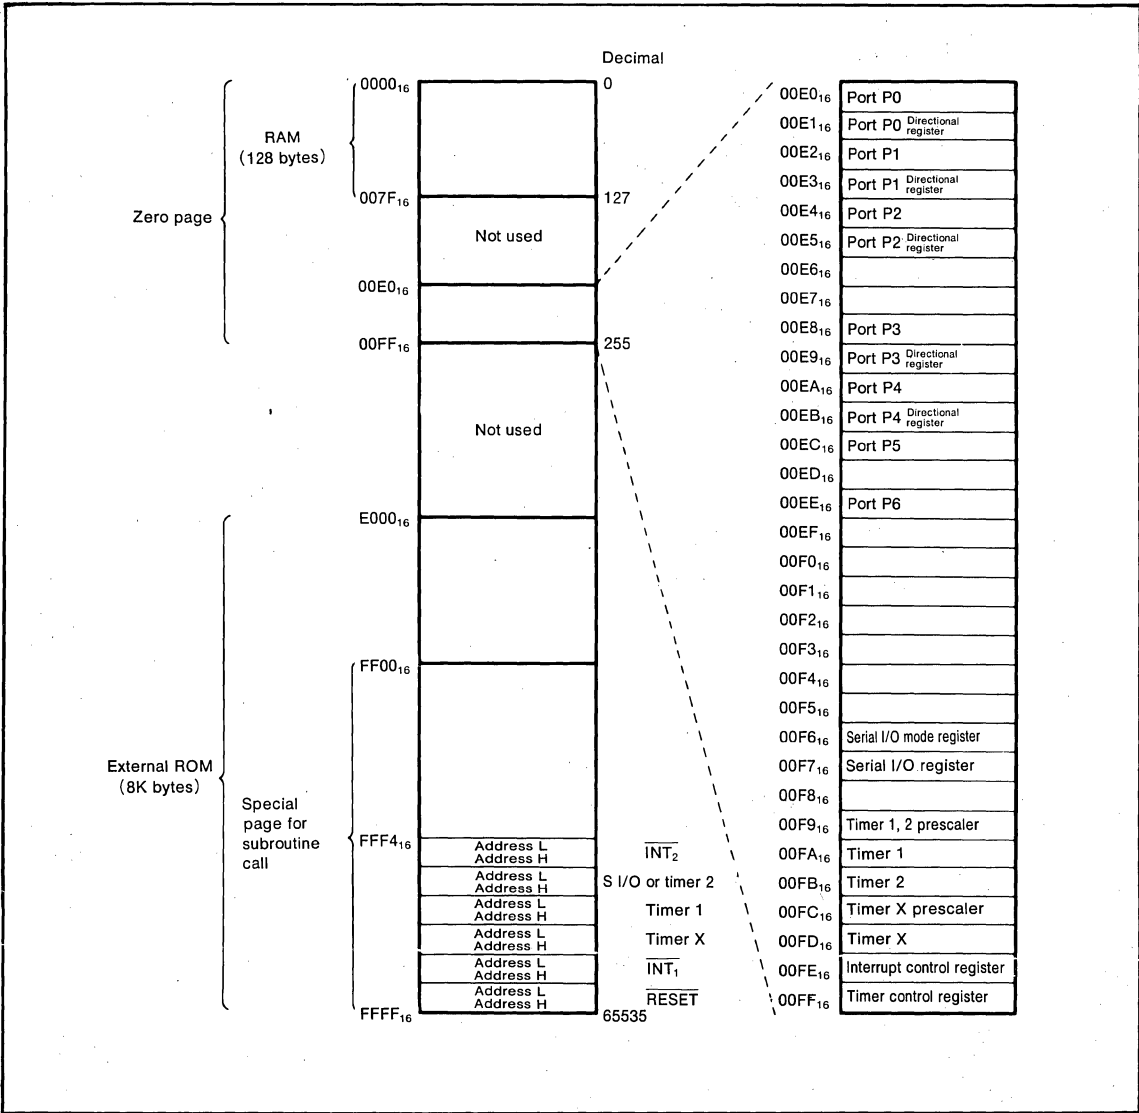 Decimal
0000₁₆ 0
RAM
(128 bytes)
007F₁₆ 127
Zero page
Not used
00E0₁₆
00FF₁₆ 255
Not used
E000₁₆
FF00₁₆
External ROM
(8K bytes)
Special
page for
subroutine
call
FFF4₁₆
Address L
Address H
INT₂
Address L
Address H
S I/O or timer 2
Address L
Address H
Timer 1
Address L
Address H
Timer X
Address L
Address H
INT₁
Address L
Address H
RESET
FFFF₁₆ 65535
00E0₁₆ Port P0
00E1₁₆ Port P0 Directional register
00E2₁₆ Port P1
00E3₁₆ Port P1 Directional register
00E4₁₆ Port P2
00E5₁₆ Port P2 Directional register
00E6₁₆
00E7₁₆
00E8₁₆ Port P3
00E9₁₆ Port P3 Directional register
00EA₁₆ Port P4
00EB₁₆ Port P4 Directional register
00EC₁₆ Port P5
00ED₁₆
00EE₁₆ Port P6
00EF₁₆
00F0₁₆
00F1₁₆
00F2₁₆
00F3₁₆
00F4₁₆
00F5₁₆
00F6₁₆ Serial I/O mode register
00F7₁₆ Serial I/O register
00F8₁₆
00F9₁₆ Timer 1, 2 prescaler
00FA₁₆ Timer 1
00FB₁₆ Timer 2
00FC₁₆ Timer X prescaler
00FD₁₆ Timer X
00FE₁₆ Interrupt control register
00FF₁₆ Timer control register